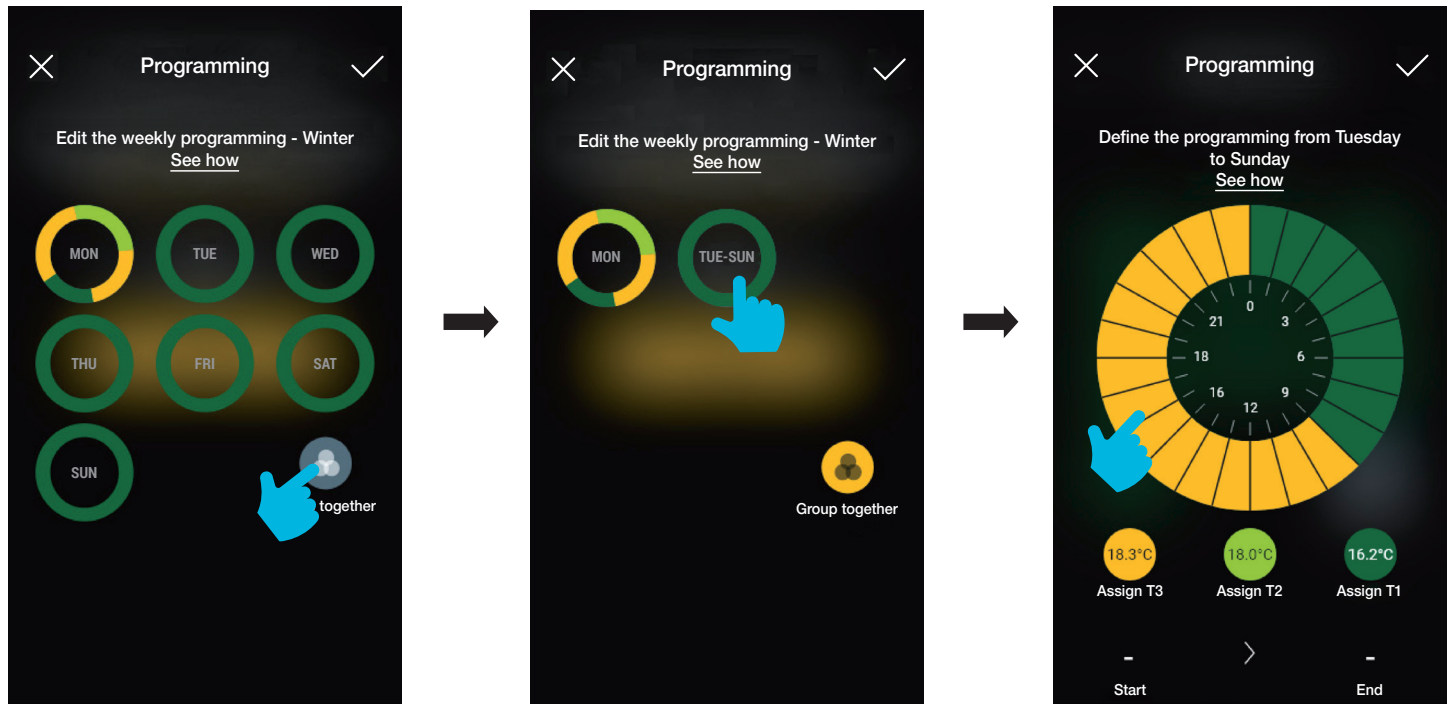 Programming
Edit the weekly programming - Winter
See how
MON
TUE
WED
THU
FRI
SAT
SUN
together
Programming
Edit the weekly programming - Winter
See how
MON
TUE-SUN
Group together
Programming
Define the programming from Tuesday
to Sunday
See how
0
21
3
18
6
16
9
12
18.3°C
18.0°C
16.2°C
Assign T3
Assign T2
Assign T1
-
-
Start
End